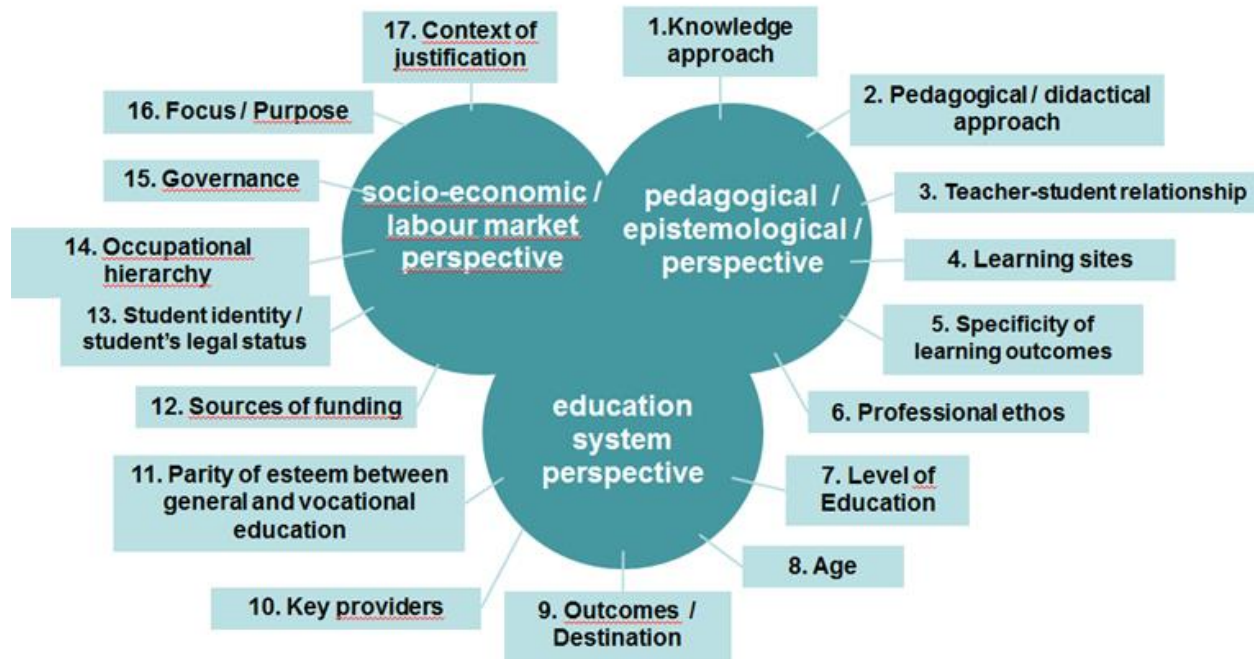 17. Context of
justification
1.Knowledge
approach
16. Focus / Purpose
2. Pedagogical / didactical
approach
15. Governance
socio-economic /
labour market
perspective
pedagogical /
epistemological /
perspective
3. Teacher-student relationship
14. Occupational
hierarchy
4. Learning sites
13. Student identity /
student's legal status
5. Specificity of
learning outcomes
12. Sources of funding
education
system
perspective
6. Professional ethos
11. Parity of esteem between
general and vocational
education
7. Level of
Education
8. Age
10. Key providers
9. Outcomes /
Destination